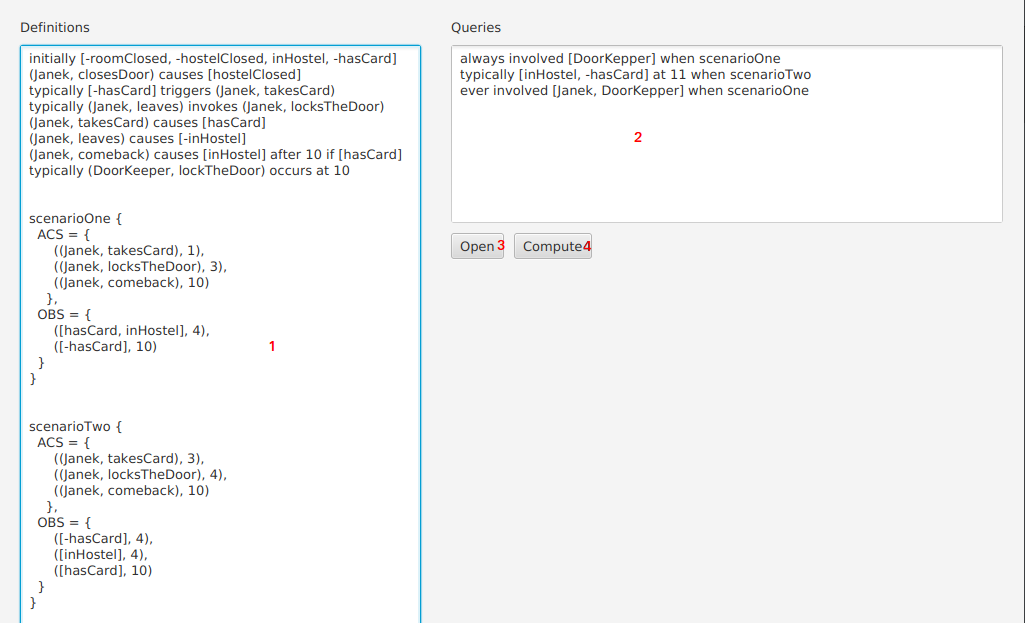 Definitions
initially [-roomClosed, -hostelClosed, inHostel, -hasCard]
(Janek, closesDoor) causes [hostelClosed]
typically [-hasCard] triggers (Janek, takesCard)
typically (Janek, leaves) invokes (Janek, locksTheDoor)
(Janek, takesCard) causes [hasCard]
(Janek, leaves) causes [-inHostel]
(Janek, comeback) causes [inHostel] after 10 if [hasCard]
typically (DoorKeeper, lockTheDoor) occurs at 10
scenarioOne {
ACS = {
((Janek, takesCard), 1),
((Janek, locksTheDoor), 3),
((Janek, comeback), 10)
},
OBS = {
([hasCard, inHostel], 4),
([-hasCard], 10)
1
}
}
scenarioTwo {
ACS = {
((Janek, takesCard), 3),
((Janek, locksTheDoor), 4),
((Janek, comeback), 10)
},
OBS = {
([-hasCard], 4),
([inHostel], 4),
([hasCard], 10)
}
}
Queries
always involved [DoorKepper] when scenarioOne
typically [inHostel, -hasCard] at 11 when scenarioTwo
ever involved [Janek, DoorKepper] when scenarioOne
2
Open 3
Compute 4